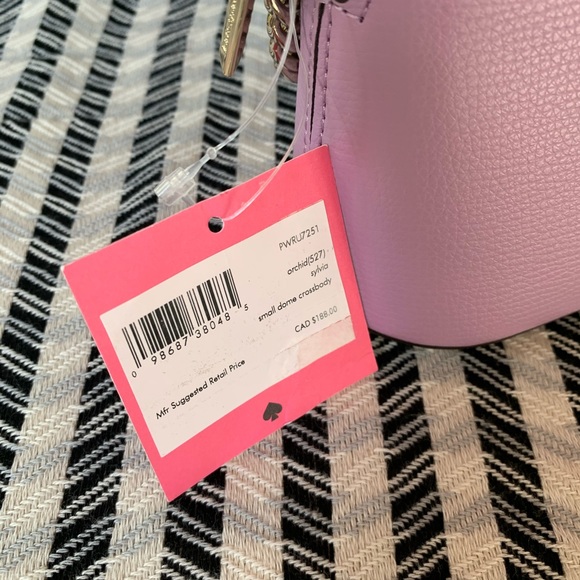 PWRU7251
orchid(527)
sylvia
small dome crossbody
CAD $188.00
0 98687 38048 5
Mfr Suggested Retail Price